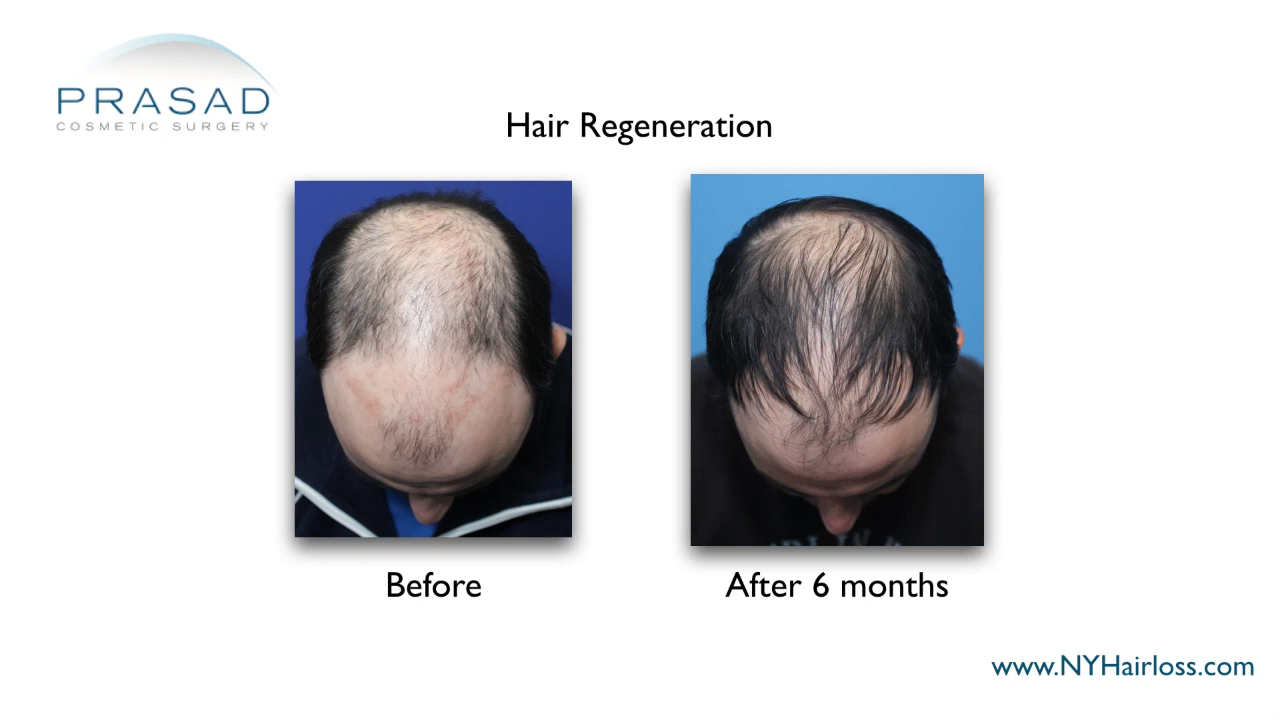 PRASAD
COSMETIC SURGERY
Hair Regeneration
Before
After 6 months
www.NYHairloss.com